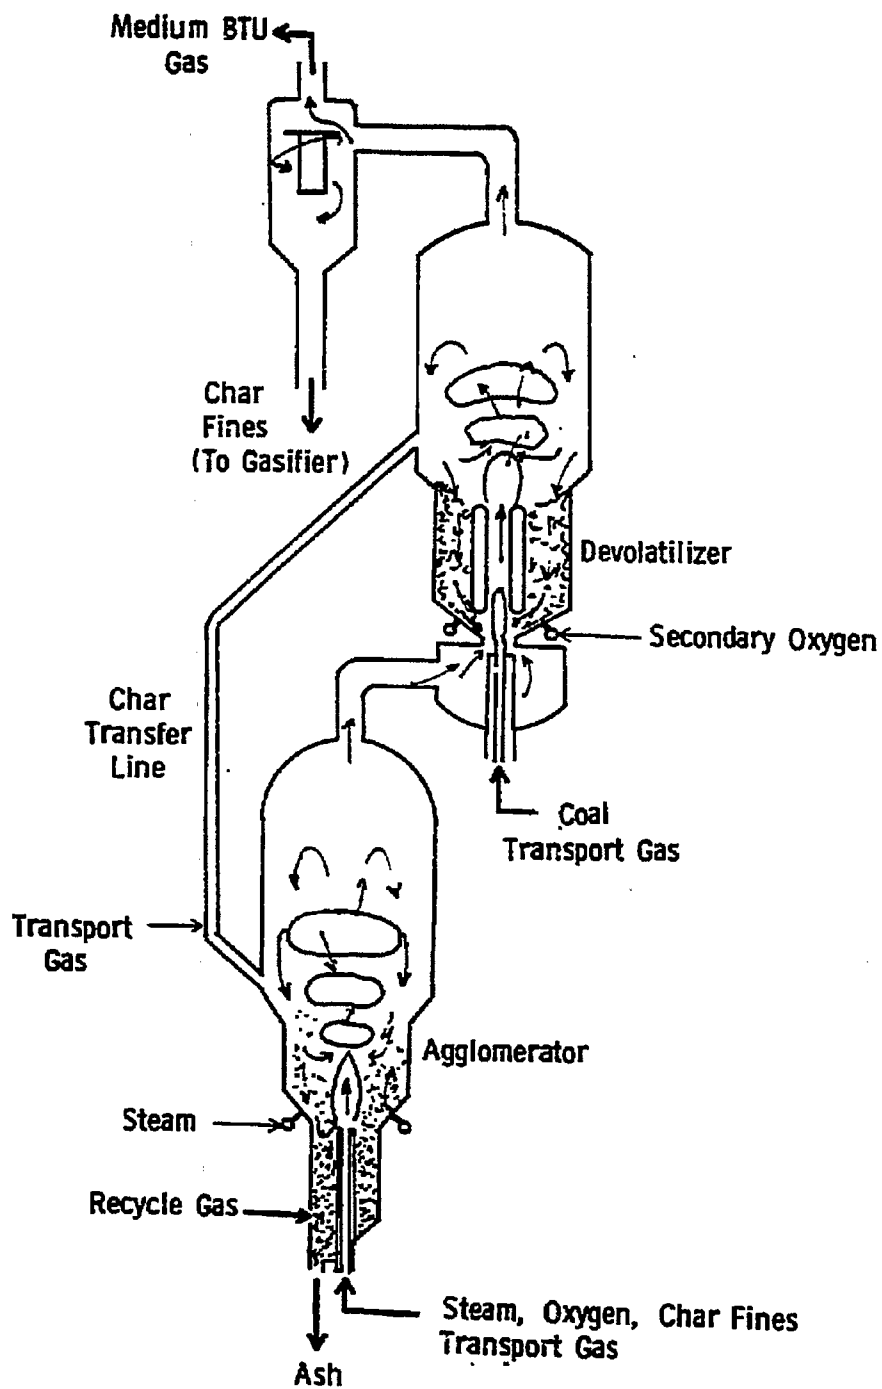 Medium BTU
Gas
Char
Fines
(To Gasifier)
Devolatilizer
Secondary Oxygen
Char
Transfer
Line
Coal
Transport Gas
Transport
Gas
Agglomerator
Steam
Recycle Gas
Steam, Oxygen, Char Fines
Transport Gas
Ash